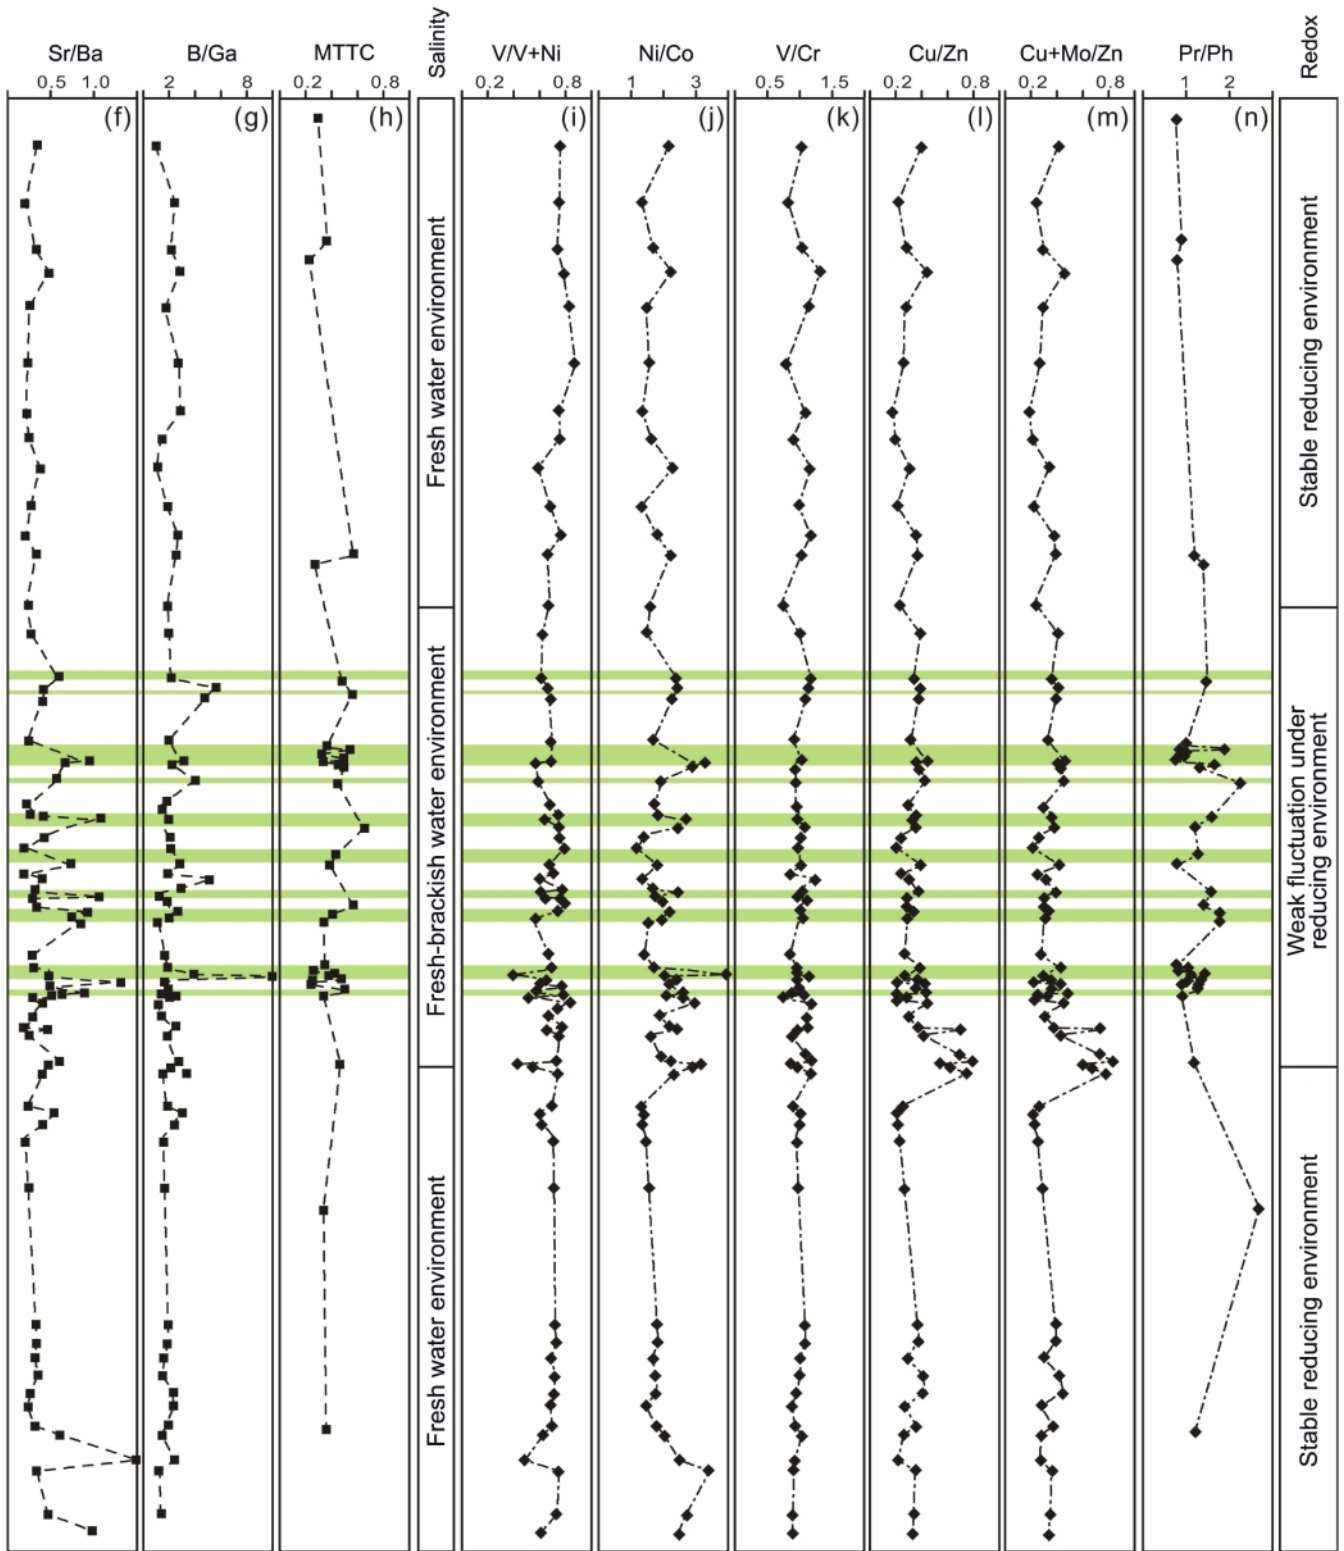 Sr/Ba B/Ga MTTC Salinity V/V+Ni Ni/Co V/Cr Cu/Zn Cu+Mo/Zn Pr/Ph Redox
0.5 1.0 2 8 0.2 0.6 0.2 0.8 1 3 0.5 1.5 0.2 0.8 0.2 0.8 1 2
(f) (g) (h) (i) (j) (k) (l) (m) (n)
Fresh water environment
Stable reducing environment
Fresh-brackish water environment
Weak fluctuation under
reducing environment
Fresh water environment
Stable reducing environment